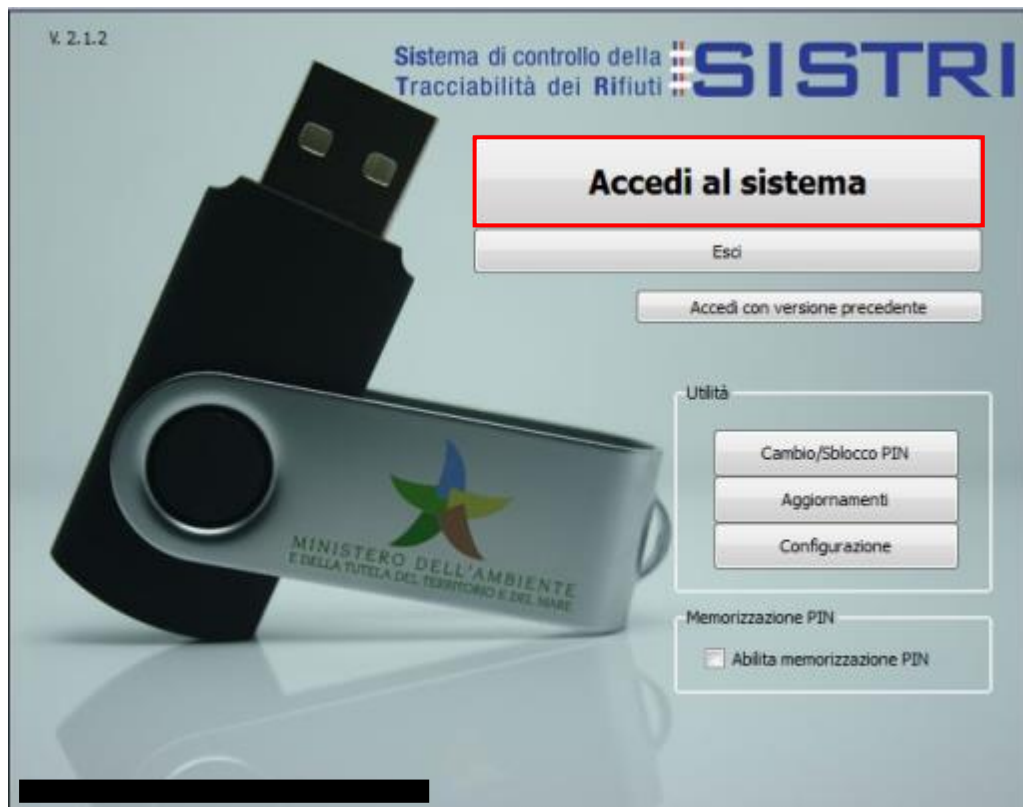 V. 2.1.2
Sistema di controllo della
Tracciabilità dei Rifiuti
SISTRI
Accedi al sistema
Esci
Accedi con versione precedente
Utilità
Cambio/Sblocco PIN
Aggiornamenti
Configurazione
MINISTERO DELL'AMBIENTE
E DELLA TUTELA DEL TERRITORIO E DEL MARE
Memorizzazione PIN
Abilita memorizzazione PIN